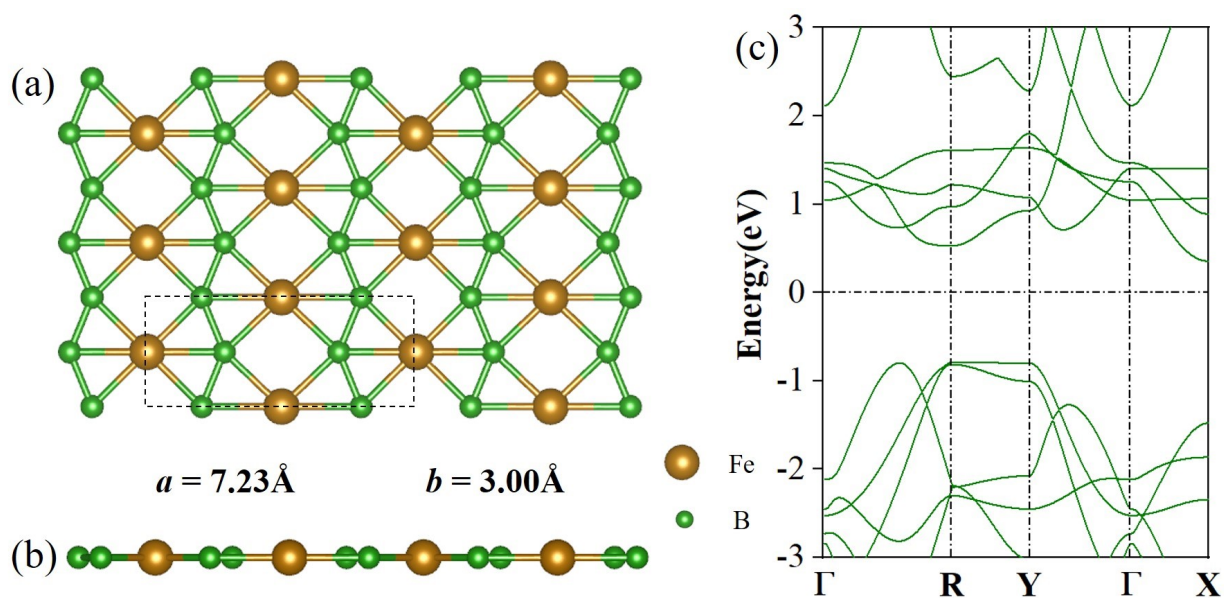 (a)
a = 7.23Å b = 3.00Å
Fe
B
(b)
(c)
Energy(eV)
3
2
1
0
-1
-2
-3
Γ R Y Γ X